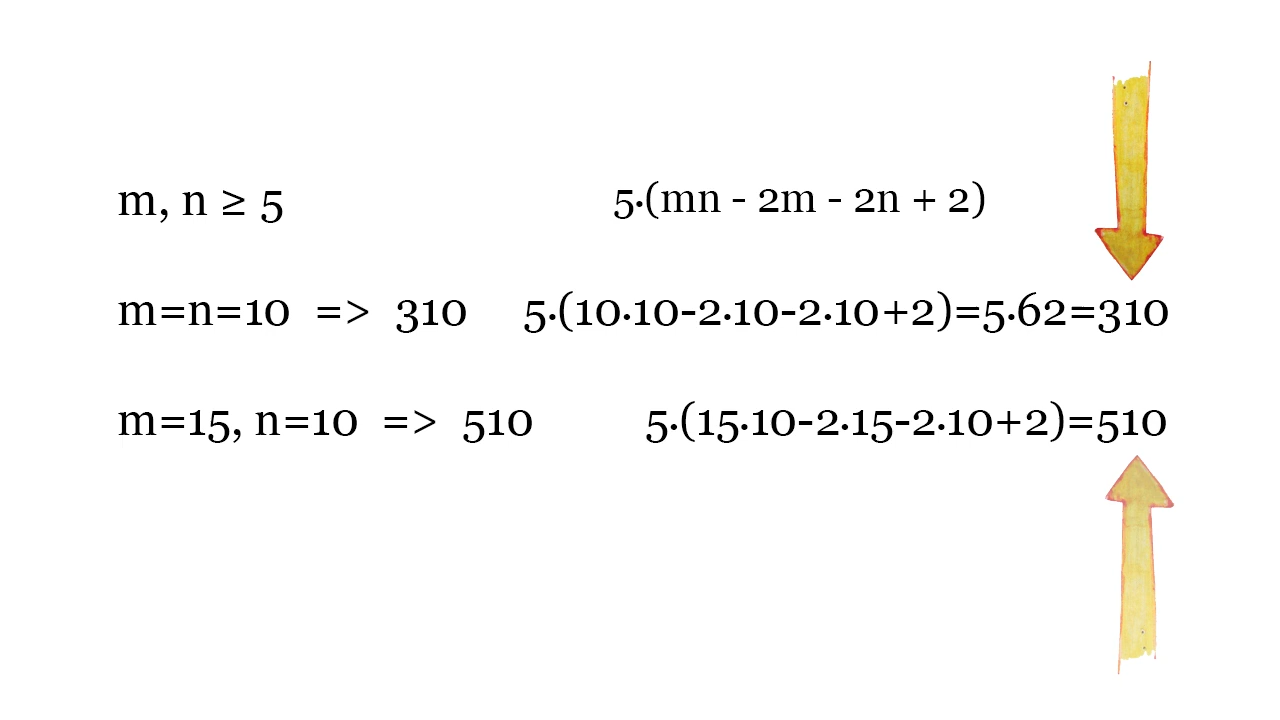 m, n ≥ 5 5·(mn - 2m - 2n + 2)
m=n=10 => 310 5·(10·10-2·10-2·10+2)=5·62=310
m=15, n=10 => 510 5·(15·10-2·15-2·10+2)=510